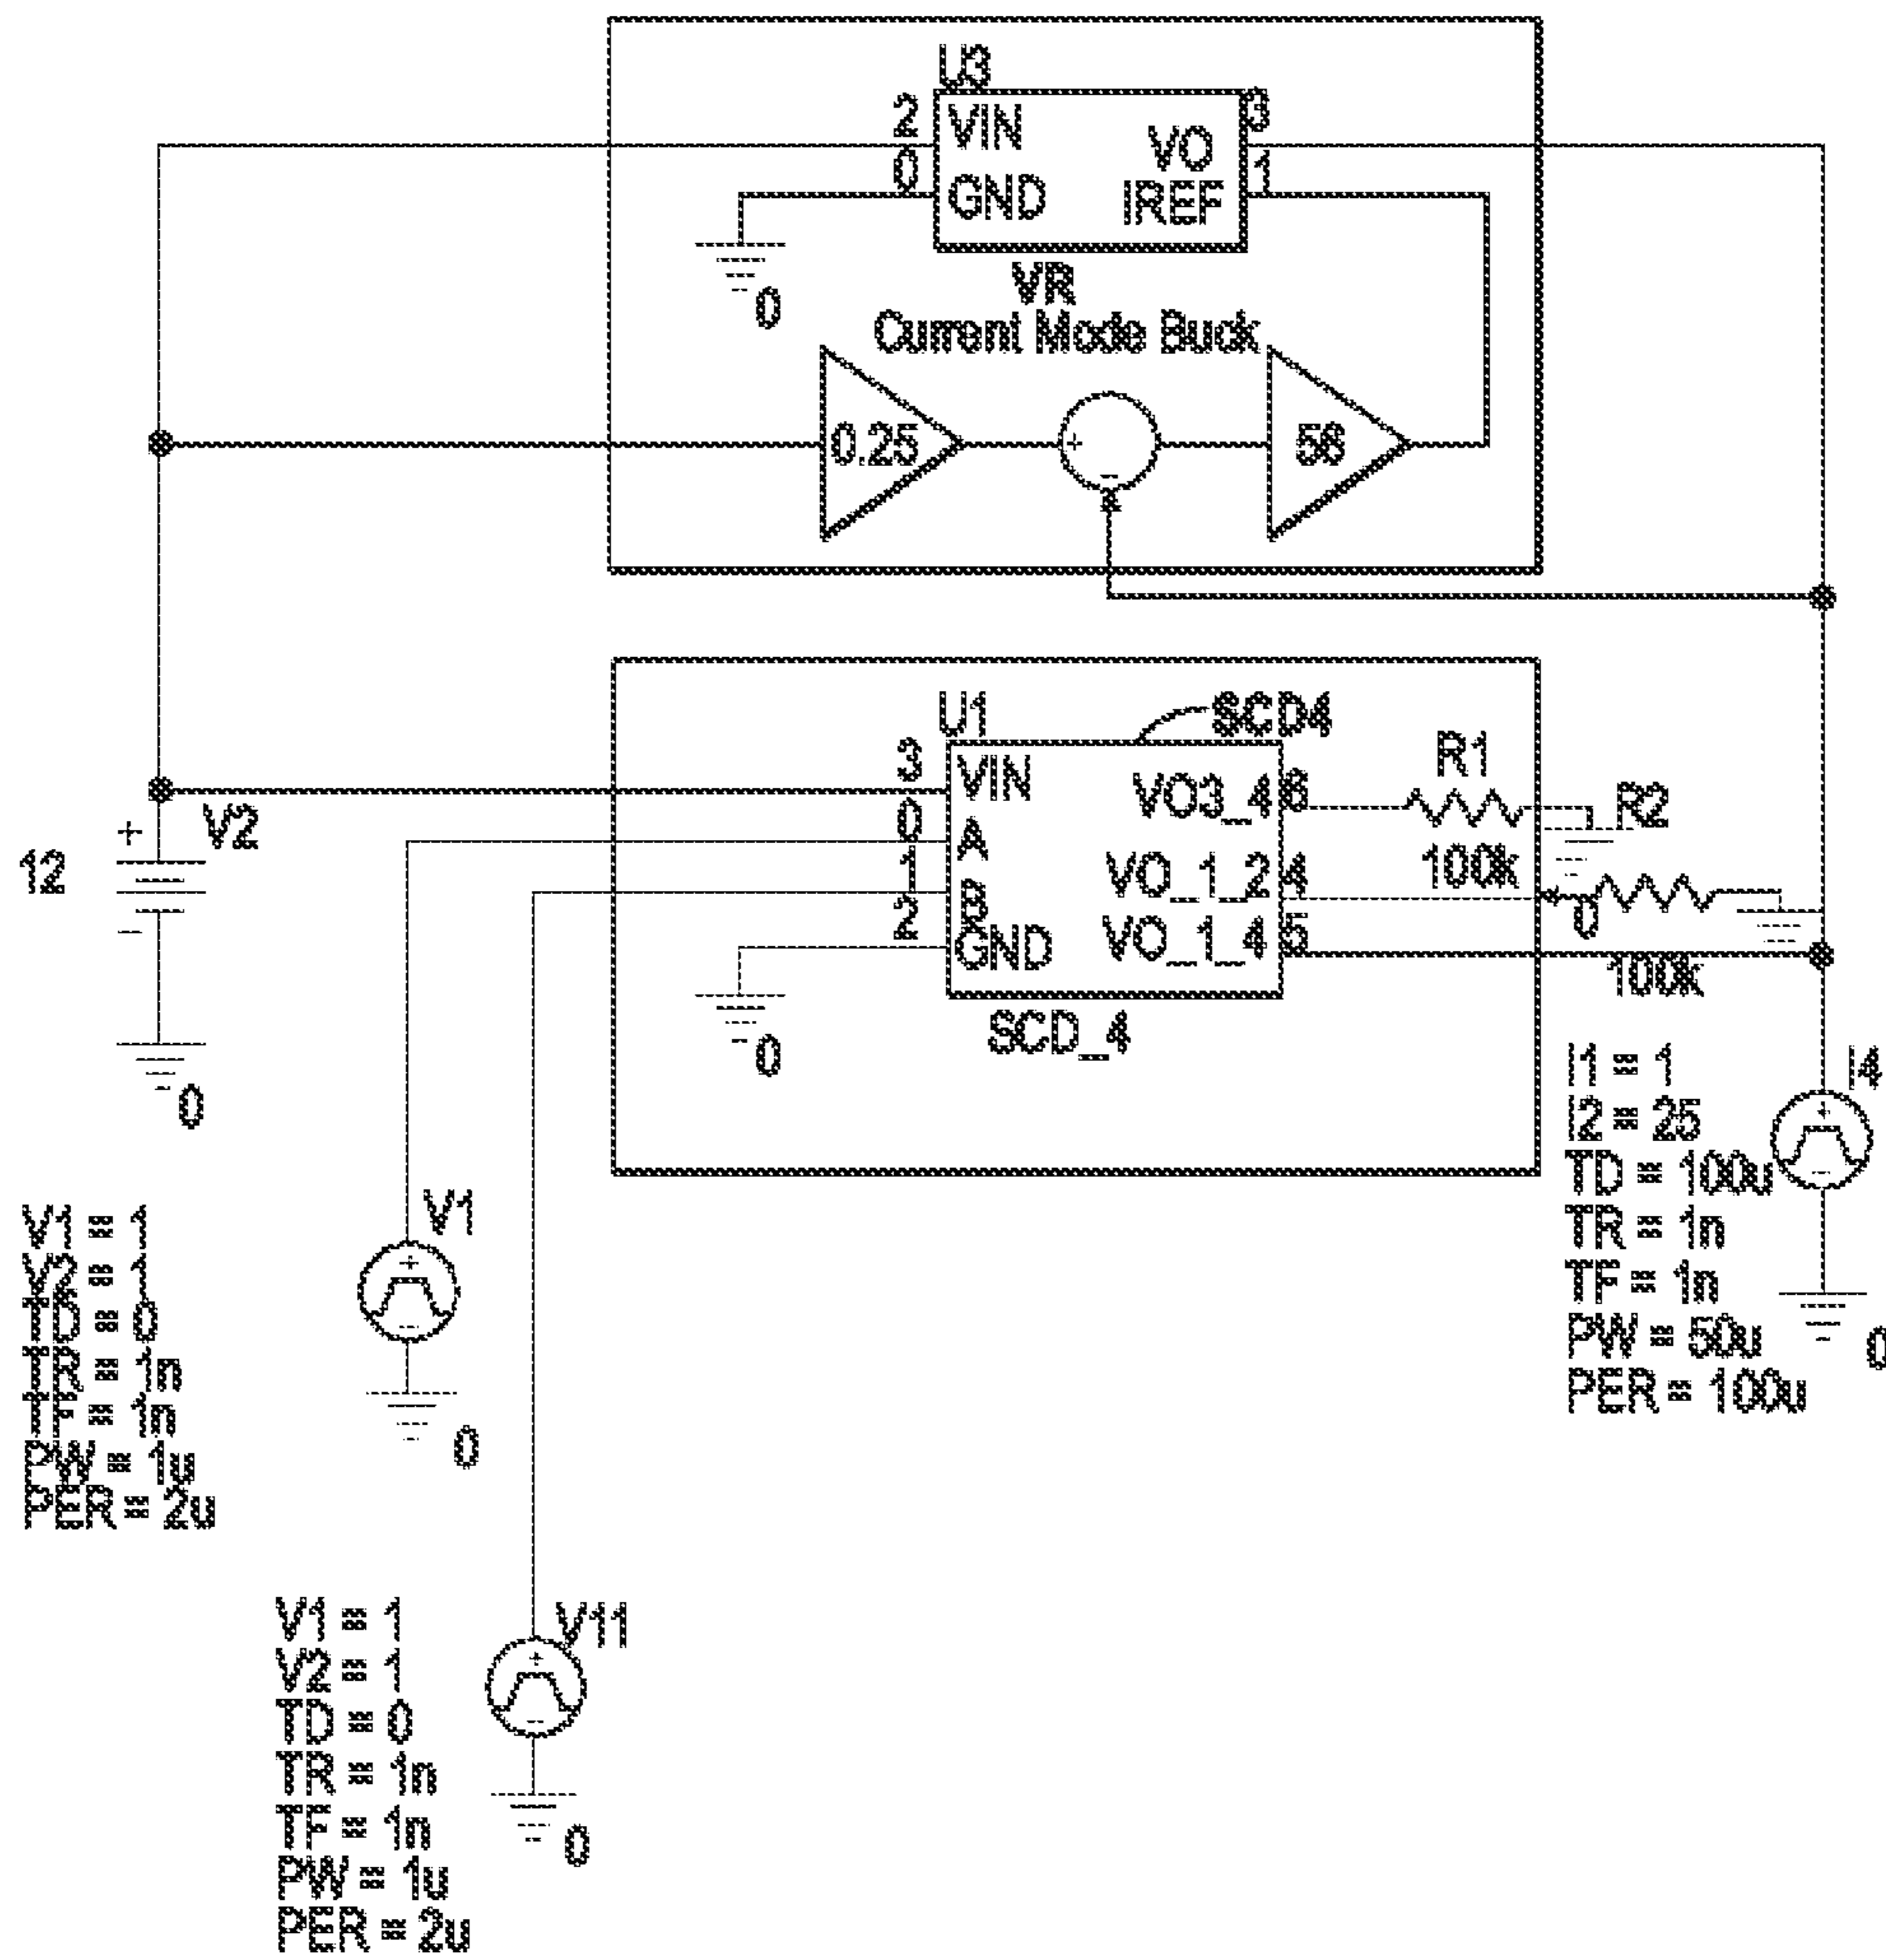 U3
2
VIN
3
VO
0
GND
1
IREF
0
VR
Current Mode Buck
0.25
+
-
56
U1
SCD4
3
VIN
VO3_4
6
R1
R2
0
A
100k
1
B
VO_1_2
4
2
GND
VO_1_4
5
0
100k
SCD_4
0
+
V2
12
-
0
I1 = 1
I2 = 25
TD = 100u
TR = 1n
TF = 1n
PW = 50u
PER = 100u
I4
+
-
0
V1 = 1
V2 = 1
TD = 0
TR = 1n
TF = 1n
PW = 1u
PER = 2u
V1
+
-
0
V1 = 1
V2 = 1
TD = 0
TR = 1n
TF = 1n
PW = 1u
PER = 2u
V11
+
-
0